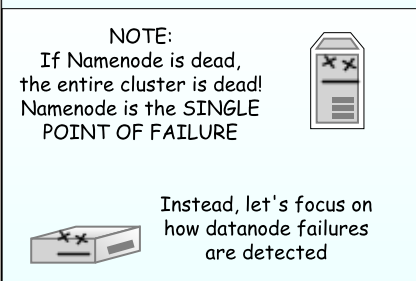 NOTE:
If Namenode is dead,
the entire cluster is dead!
Namenode is the SINGLE
POINT OF FAILURE
Instead, let's focus on
how datanode failures
are detected